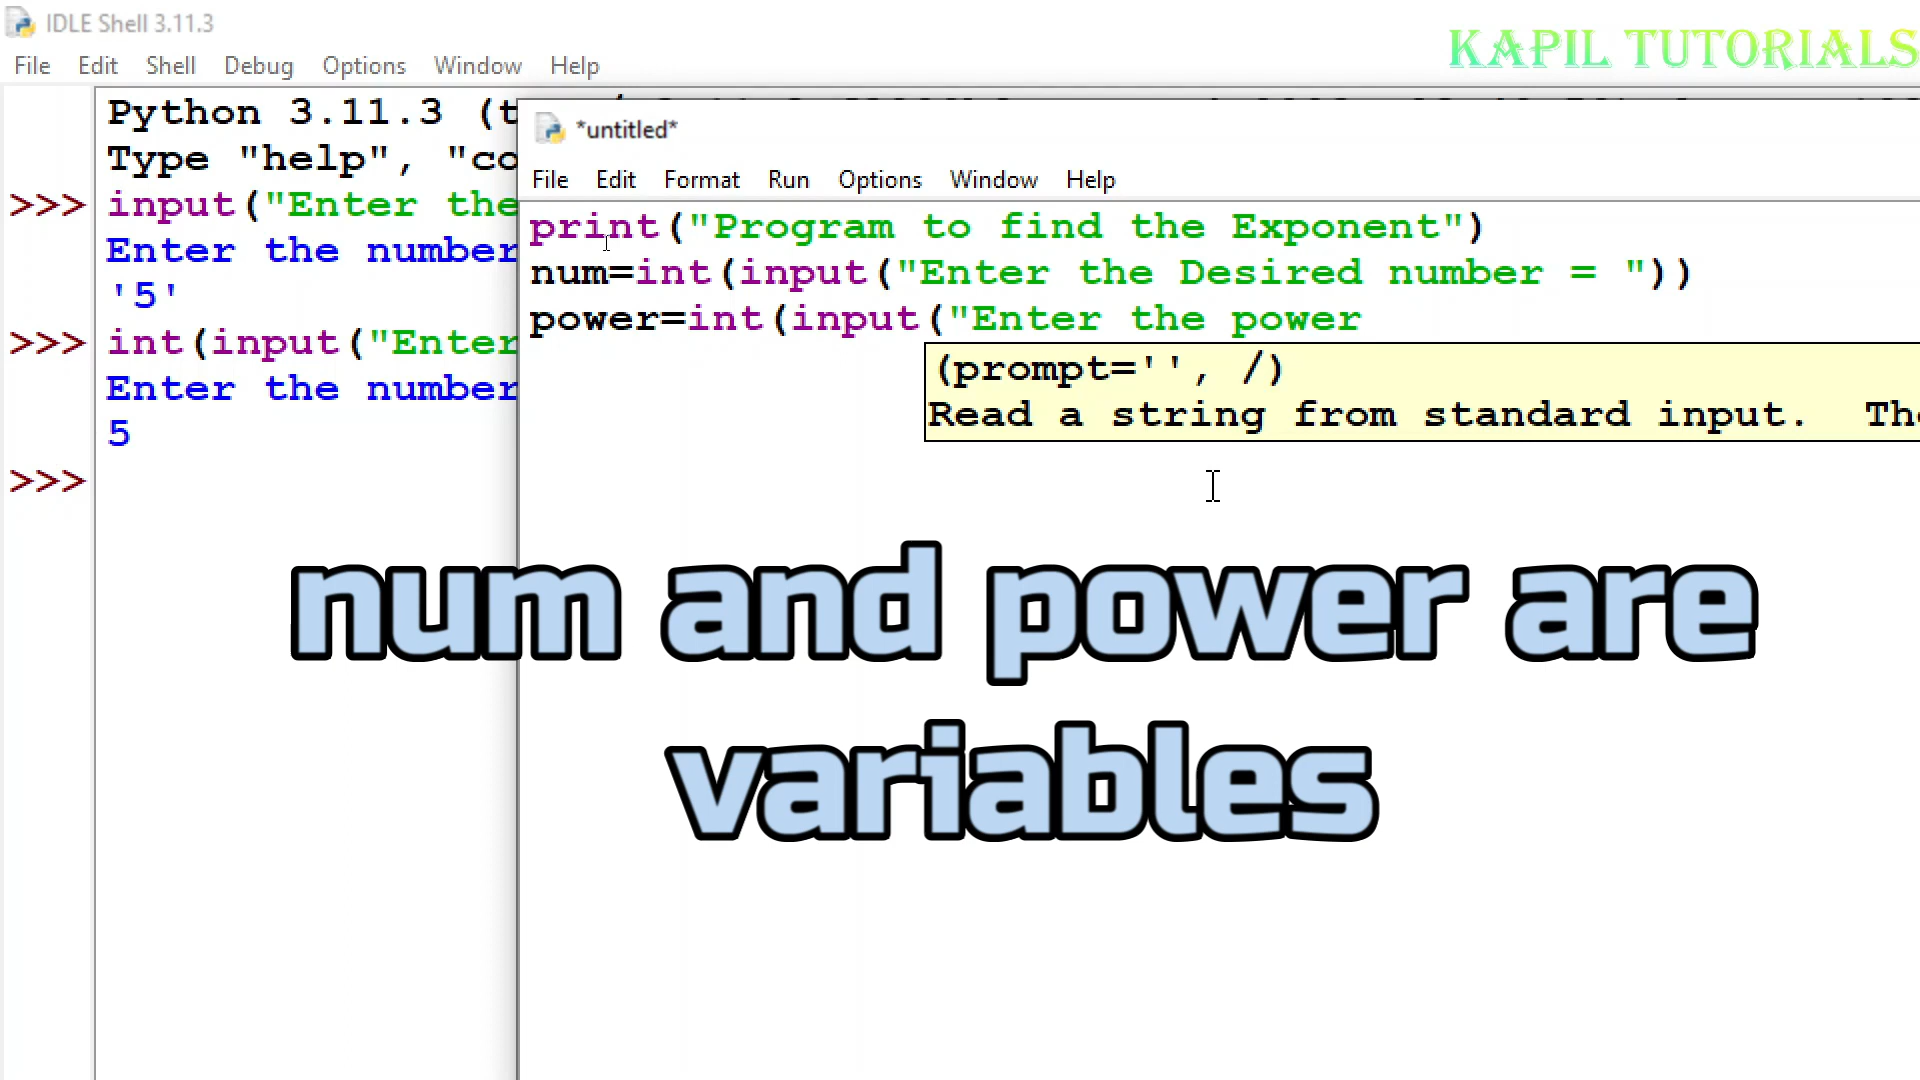 IDLE Shell 3.11.3
File Edit Shell Debug Options Window Help
KAPIL TUTORIALS
Python 3.11.3 (t
Type "help", "co
>>> input("Enter the
Enter the number
'5'
>>> int(input("Enter
Enter the number
5
>>>
*untitled*
File Edit Format Run Options Window Help
print("Program to find the Exponent")
num=int(input("Enter the Desired number = "))
power=int(input("Enter the power
(prompt='', /)
Read a string from standard input. The
num and power are
variables